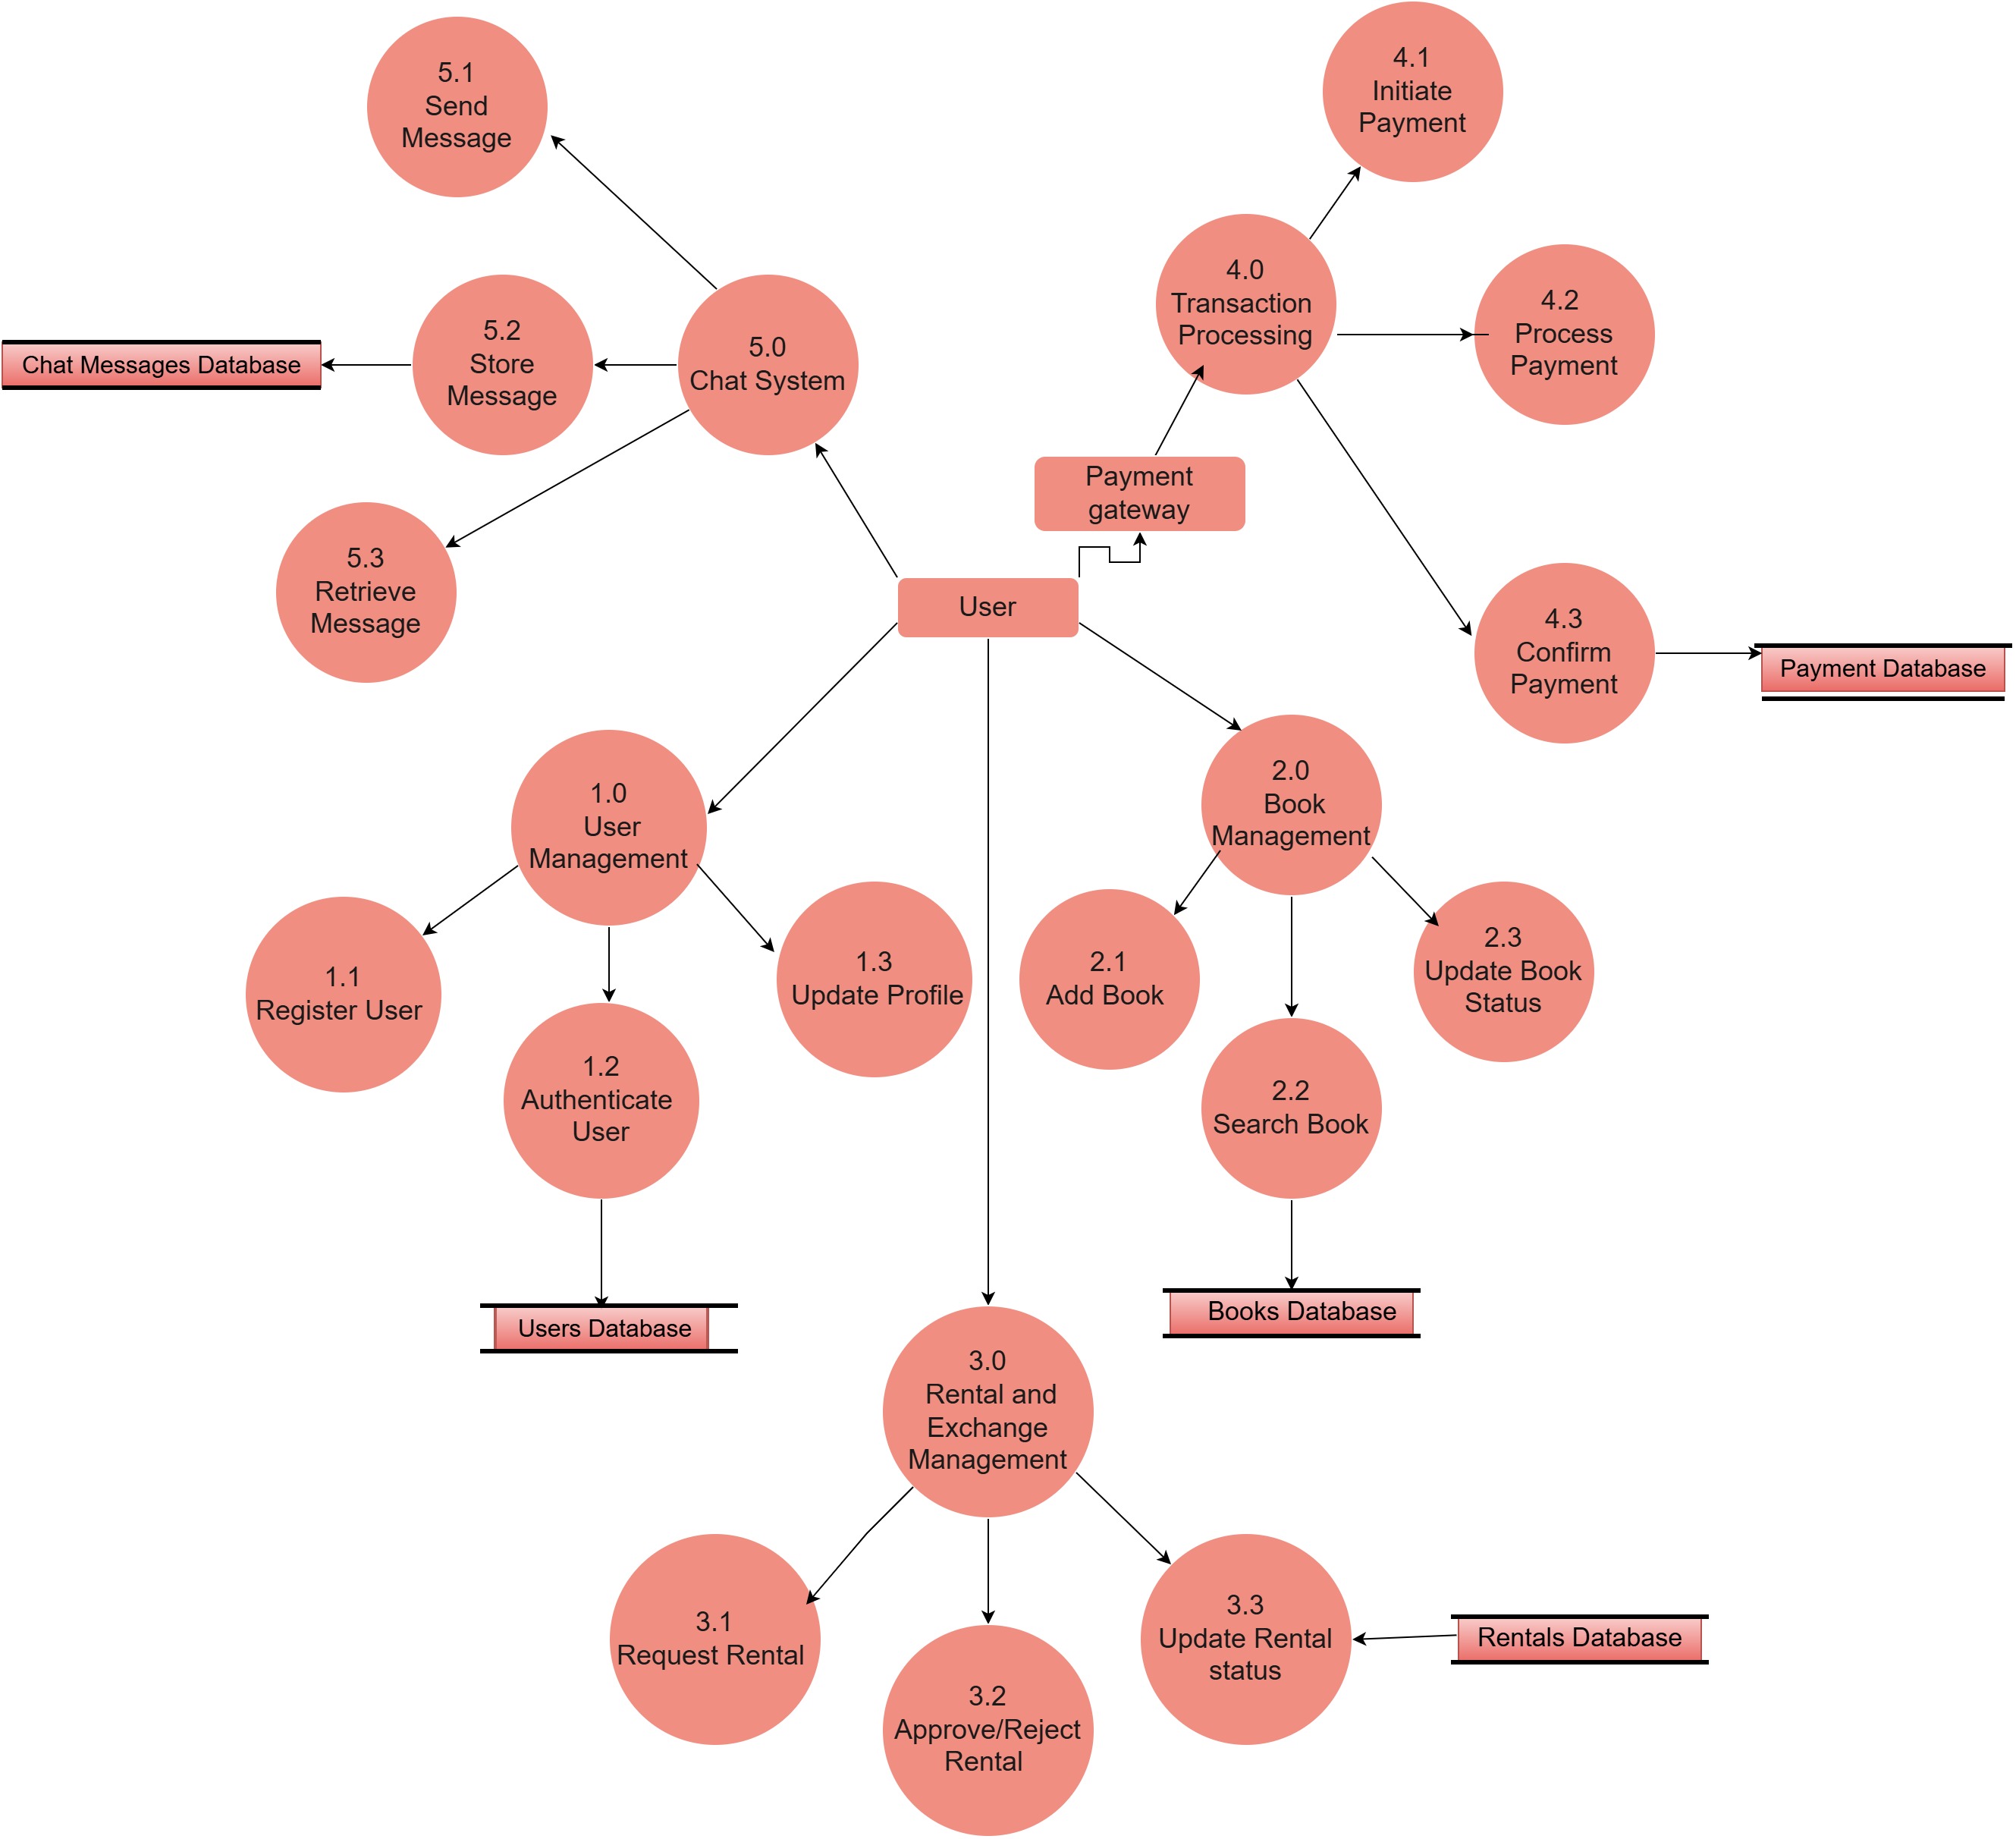 5.1
Send
Message
4.1
Initiate
Payment
4.0
Transaction
Processing
4.2
Process
Payment
5.2
Store
Message
5.0
Chat System
Chat Messages Database
Payment
gateway
5.3
Retrieve
Message
User
4.3
Confirm
Payment
Payment Database
1.0
User
Management
2.0
Book
Management
1.1
Register User
1.2
Authenticate
User
1.3
Update Profile
2.1
Add Book
2.2
Search Book
2.3
Update Book
Status
Users Database
Books Database
3.0
Rental and
Exchange
Management
3.1
Request Rental
3.2
Approve/Reject
Rental
3.3
Update Rental
status
Rentals Database